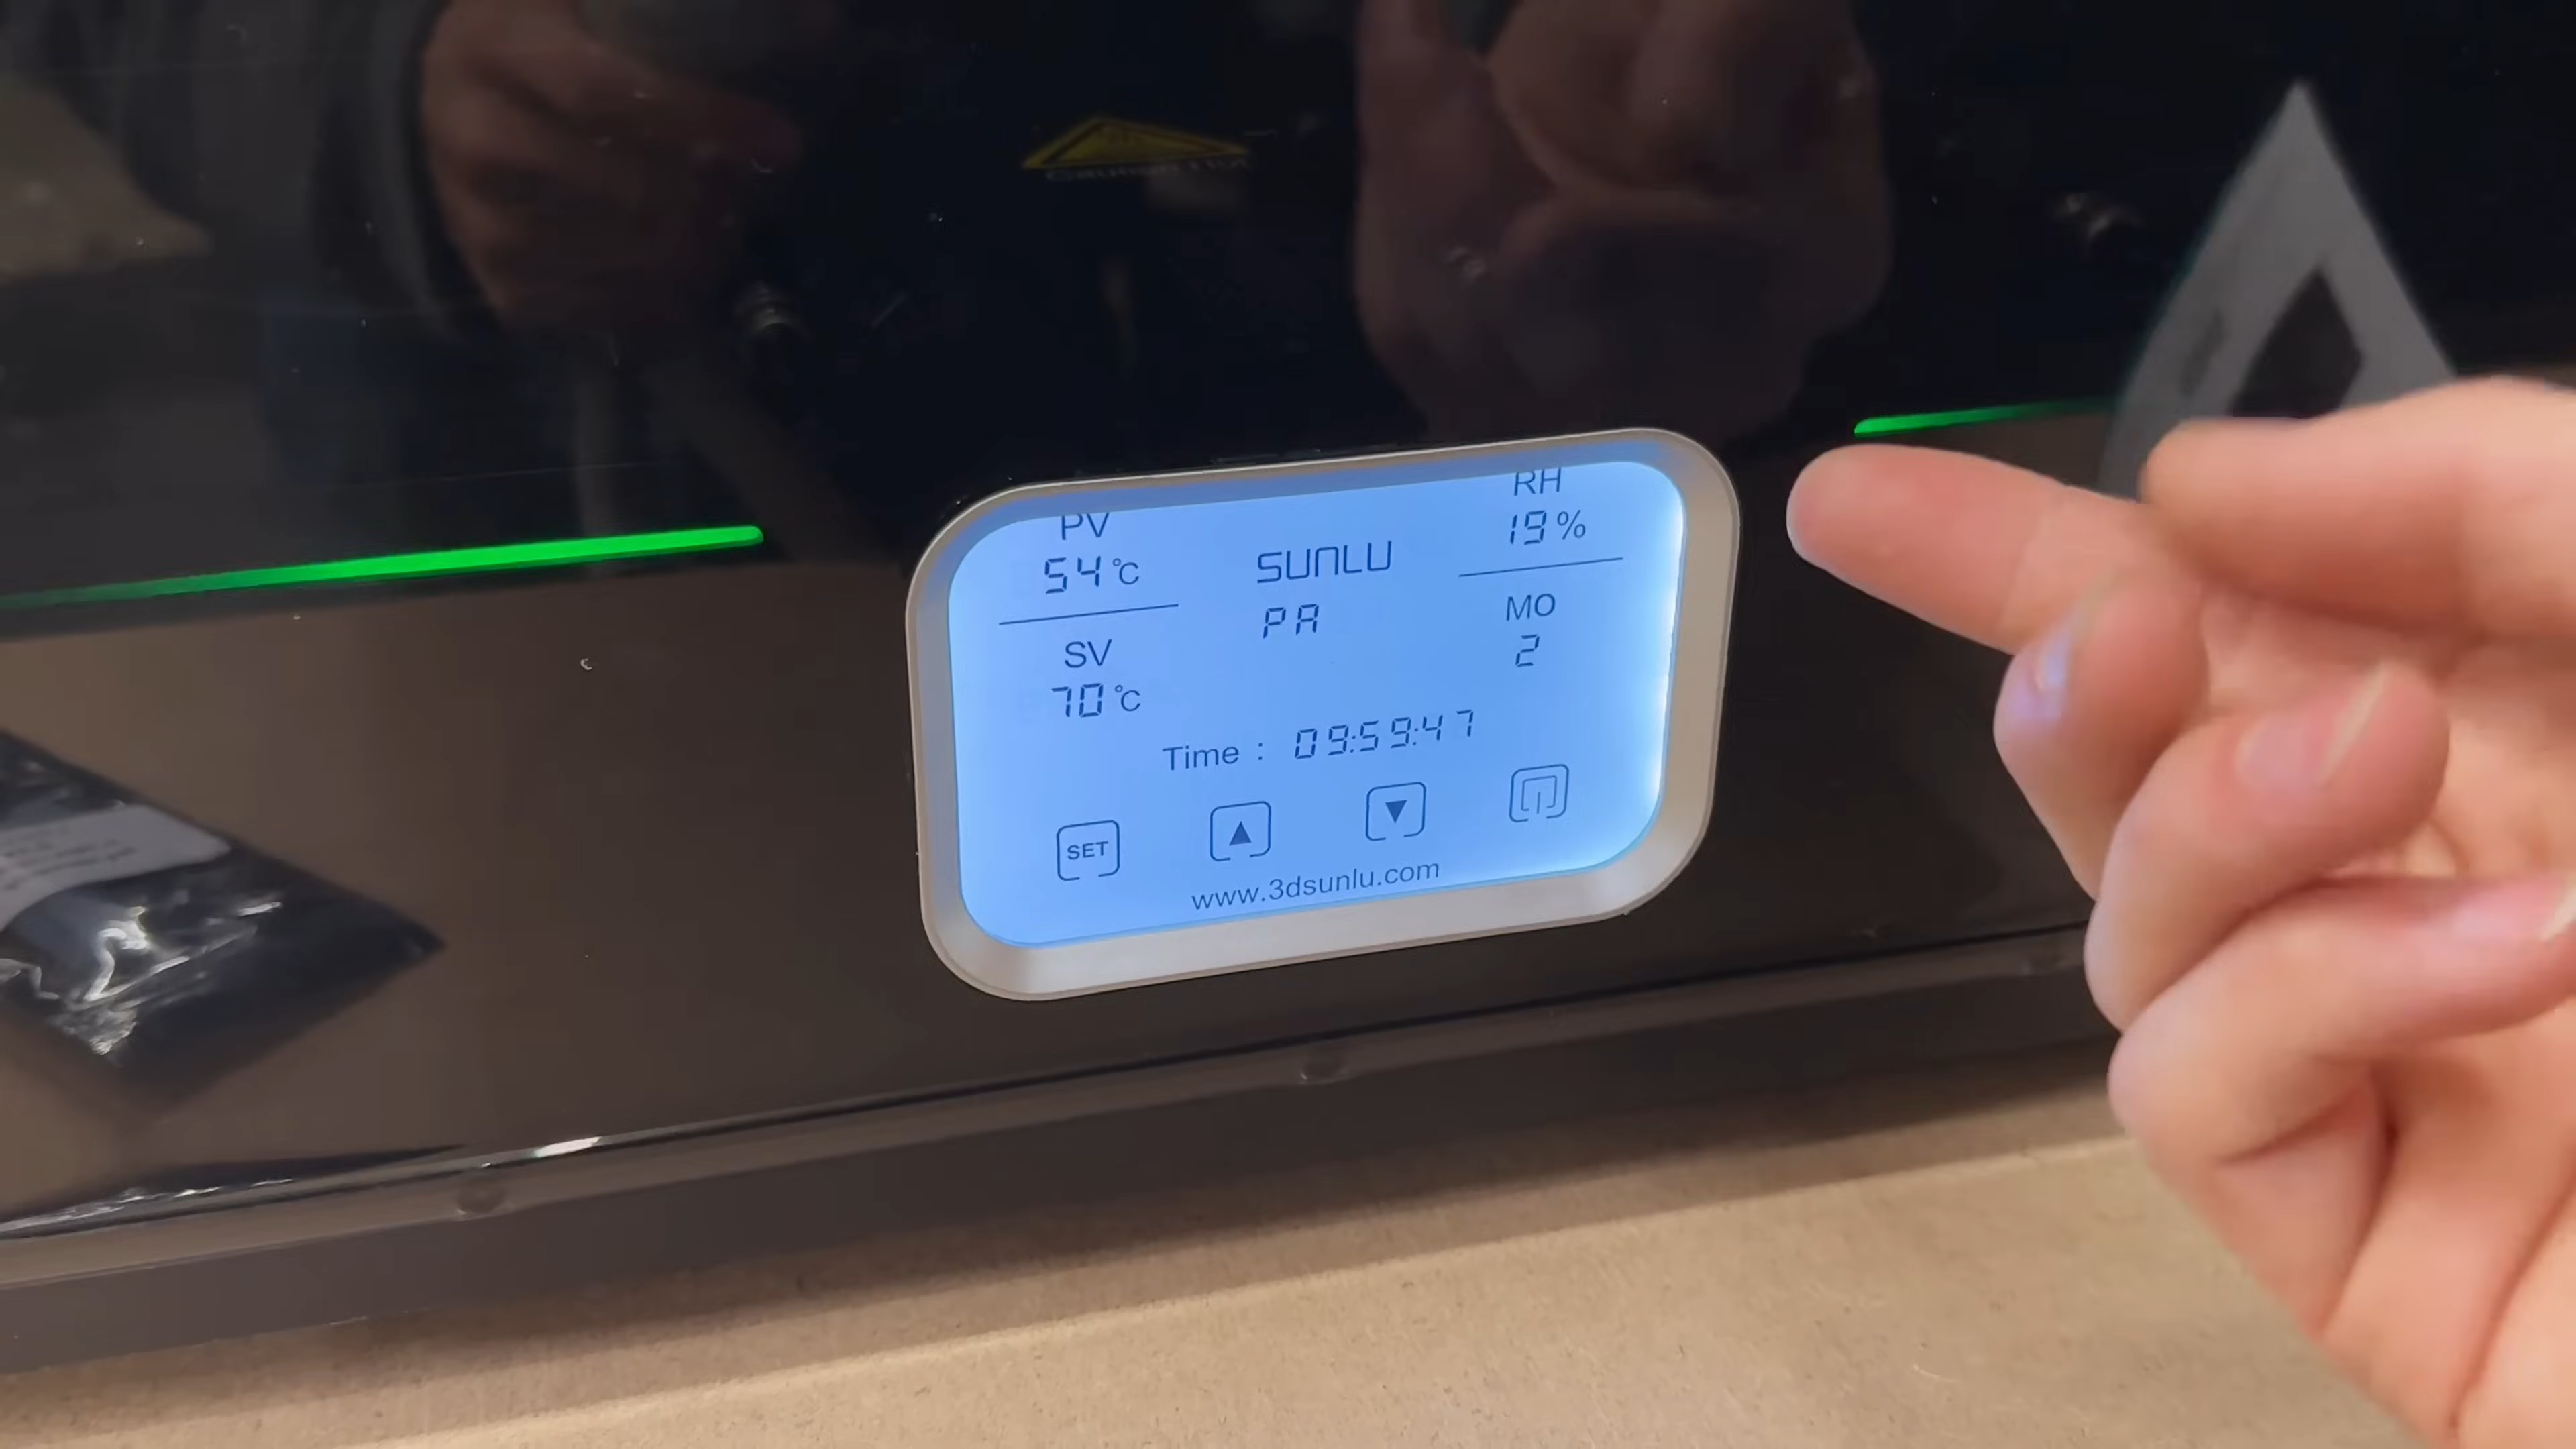 PV
54°C
SV
70°C
SUNLU
PA
RH
19%
MO
2
Time : 09:59:47
SET
www.3dsunlu.com